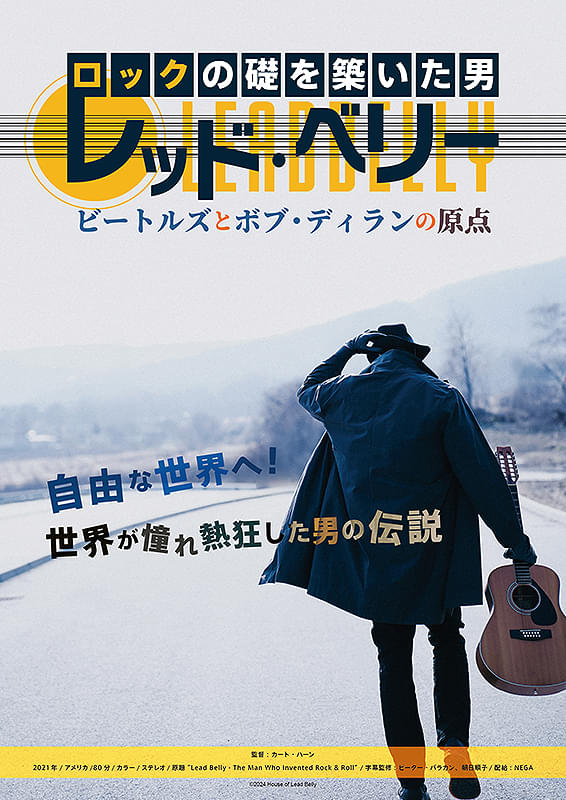 ロックの礎を築いた男
LEADBELLY
レッド・ベリー
LEADBELLY
ビートルズとボブ・ディランの原点
自由な世界へ!
世界が憧れ熱狂した男の伝説
監督：カート・ハーン
2021年 / アメリカ /80分 / カラー / ステレオ / 原題 "Lead Belly - The Man Who Invented Rock & Roll" / 字幕監修：ピーター・バラカン、朝日順子 / 配給：NEGA
©2024 House of Lead Belly